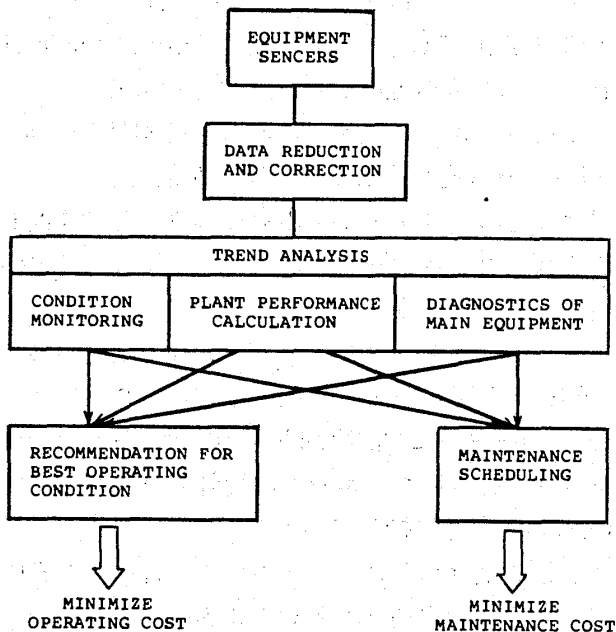 EQUIPMENT
SENCERS
DATA REDUCTION
AND CORRECTION
TREND ANALYSIS
CONDITION
MONITORING
PLANT PERFORMANCE
CALCULATION
DIAGNOSTICS OF
MAIN EQUIPMENT
RECOMMENDATION FOR
BEST OPERATING
CONDITION
MAINTENANCE
SCHEDULING
MINIMIZE
OPERATING COST
MINIMIZE
MAINTENANCE COST